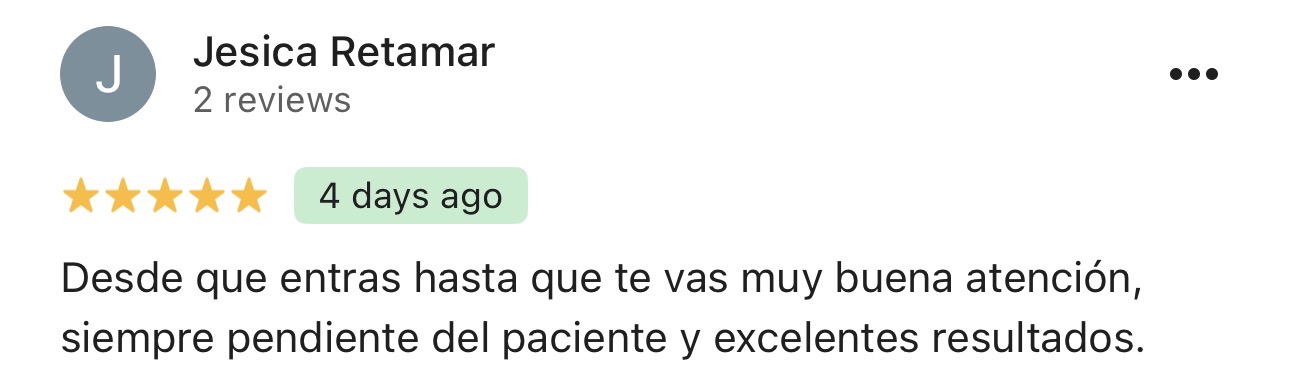 J
Jesica Retamar
2 reviews
4 days ago
Desde que entras hasta que te vas muy buena atención,
siempre pendiente del paciente y excelentes resultados.